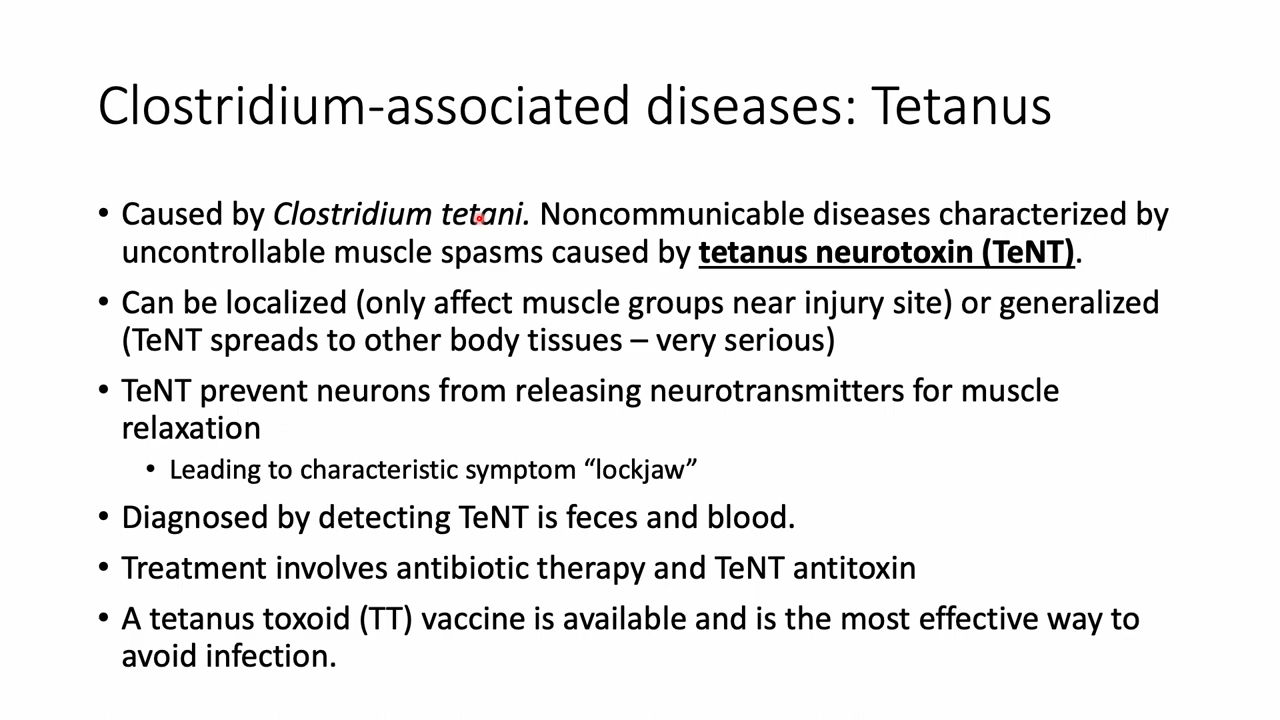 Clostridium-associated diseases: Tetanus
• Caused by Clostridium tetani. Noncommunicable diseases characterized by
uncontrollable muscle spasms caused by tetanus neurotoxin (TeNT).
• Can be localized (only affect muscle groups near injury site) or generalized
(TeNT spreads to other body tissues – very serious)
• TeNT prevent neurons from releasing neurotransmitters for muscle
relaxation
• Leading to characteristic symptom “lockjaw”
• Diagnosed by detecting TeNT is feces and blood.
• Treatment involves antibiotic therapy and TeNT antitoxin
• A tetanus toxoid (TT) vaccine is available and is the most effective way to
avoid infection.